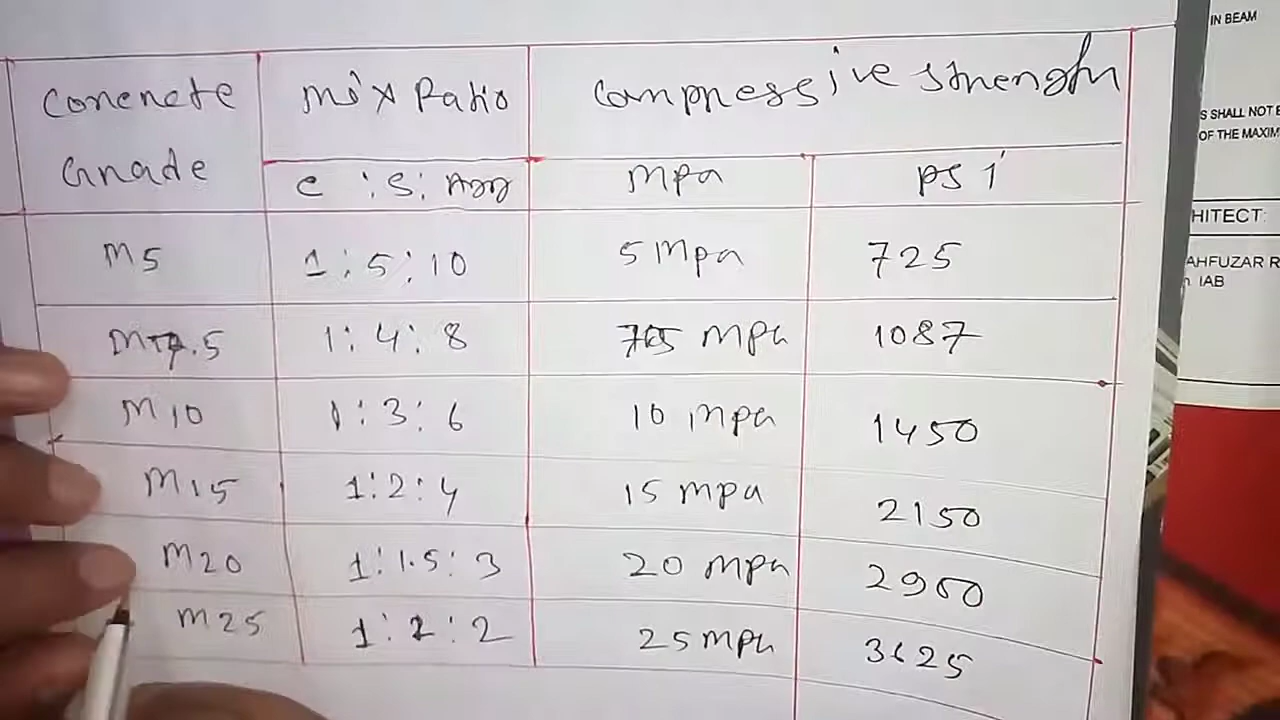 Concrete Grade Mix Ratio Compressive Strength
C : S : Agg Mpa PSI
M5 1:5:10 5 Mpa 725
M7.5 1:4:8 7.5 Mpa 1087
M10 1:3:6 10 Mpa 1450
M15 1:2:4 15 Mpa 2150
M20 1:1.5:3 20 Mpa 2900
M25 1:1:2 25 Mpa 3625
IN BEAM
S SHALL NOT
OF THE MAXIM
HITECT:
AHFUZAR R
IAB